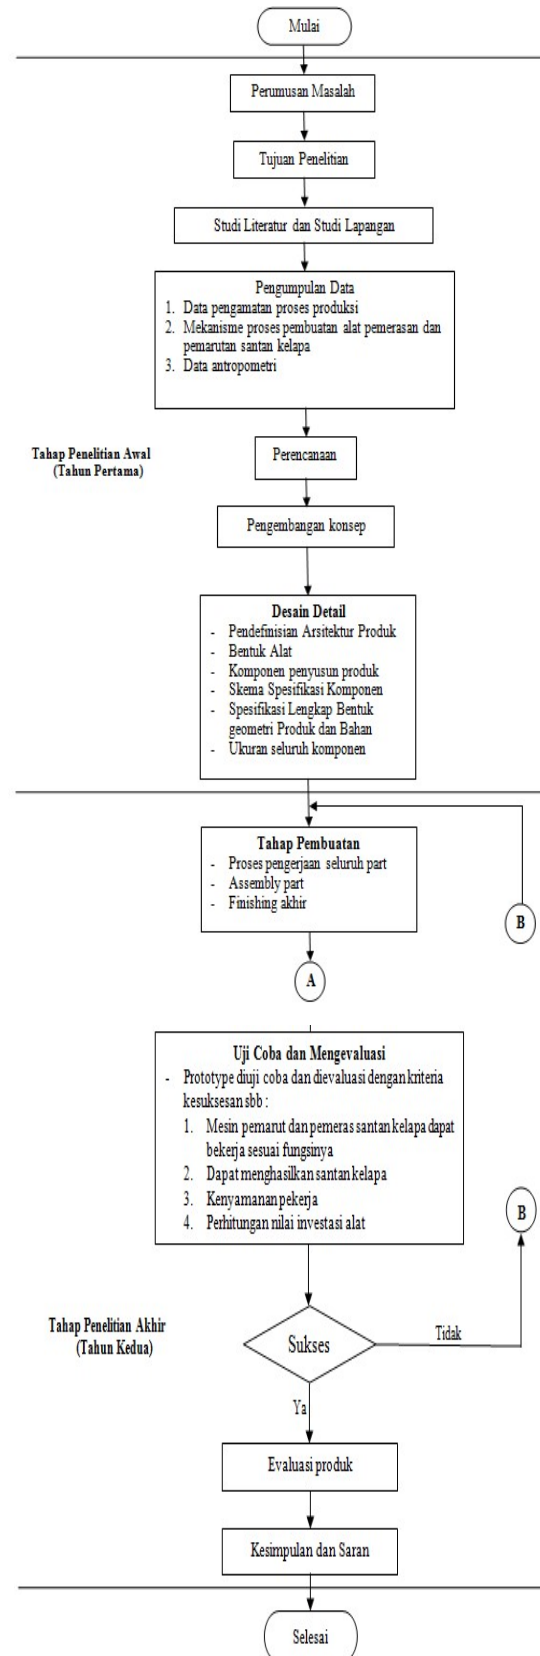 Mulai
Perumusan Masalah
Tujuan Penelitian
Studi Literatur dan Studi Lapangan
Pengumpulan Data
1. Data pengamatan proses produksi
2. Mekanisme proses pembuatan alat pemerasan dan
pemarutan santan kelapa
3. Data antropometri
Tahap Penelitian Awal
(Tahun Pertama)
Perencanaan
Pengembangan konsep
Desain Detail
- Pendefinisian Arsitektur Produk
- Bentuk Alat
- Komponen penyusun produk
- Skema Spesifikasi Komponen
- Spesifikasi Lengkap Bentuk
geometri Produk dan Bahan
- Ukuran seluruh komponen
Tahap Pembuatan
- Proses pengerjaan seluruh part
- Assembly part
- Finishing akhir
B
A
Uji Coba dan Mengevaluasi
- Prototype diuji coba dan dievaluasi dengan kriteria
kesuksesan sbb :
1. Mesin pemarut dan pemeras santan kelapa dapat
bekerja sesuai fungsinya
2. Dapat menghasilkan santan kelapa
3. Kenyamanan pekerja
4. Perhitungan nilai investasi alat
B
Tahap Penelitian Akhir
(Tahun Kedua)
Sukses
Tidak
Ya
Evaluasi produk
Kesimpulan dan Saran
Selesai